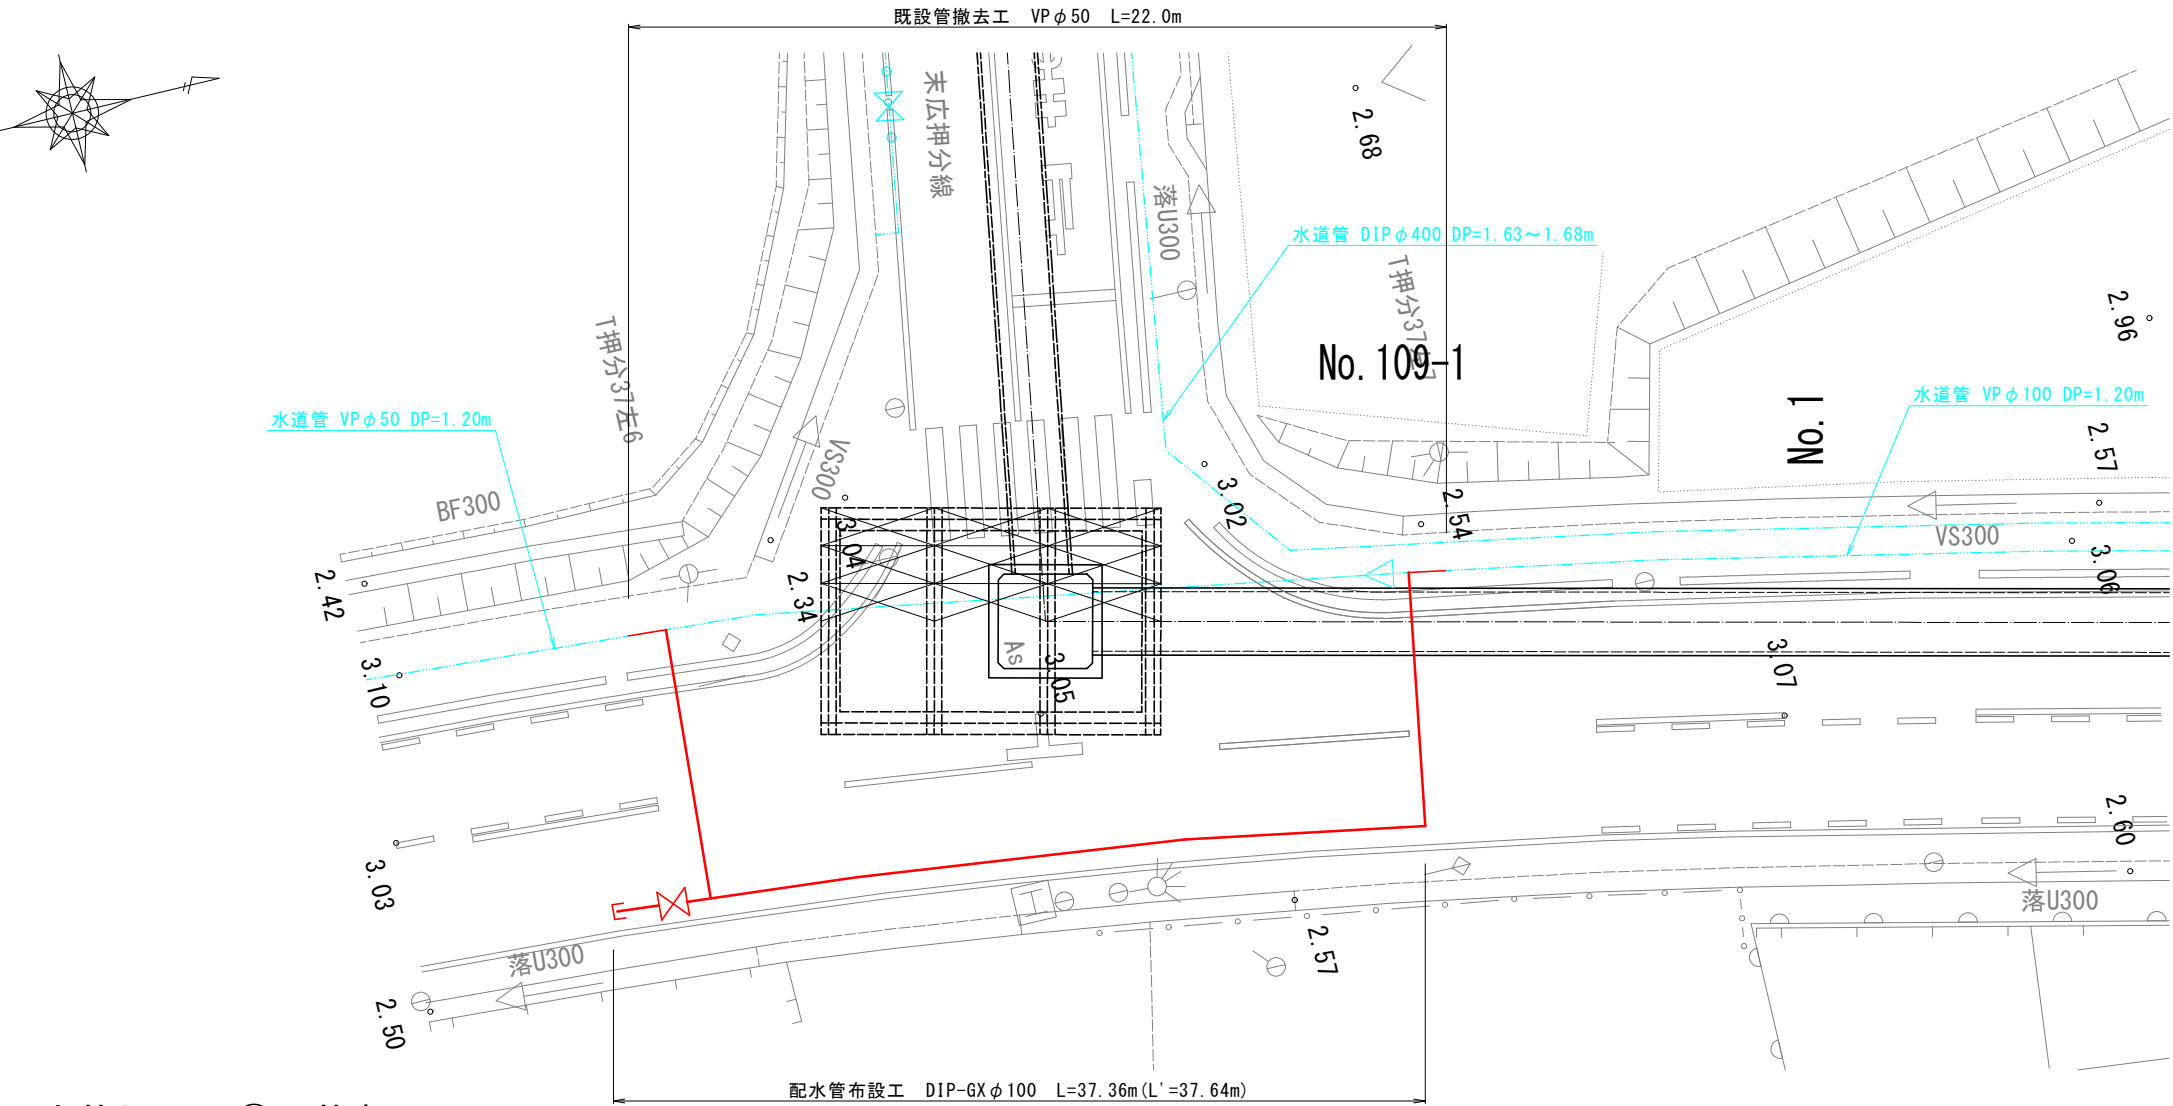 既設管撤去工 VPφ50 L=22.0m
末広押分線
2.68
落U300
水道管 DIPφ400 DP=1.63～1.68m
T押分37左
T押分37左6
No.109-1
2.96
水道管 VPφ50 DP=1.20m
水道管 VPφ100 DP=1.20m
No.1
2.57
VS300
BF300
3.02
2.54
3.04
VS300
3.06
2.42
2.34
As
3.05
3.07
3.10
2.60
3.03
落U300
2.57
落U300
2.50
配水管布設工 DIP-GXφ100 L=37.36m(L'=37.64m)